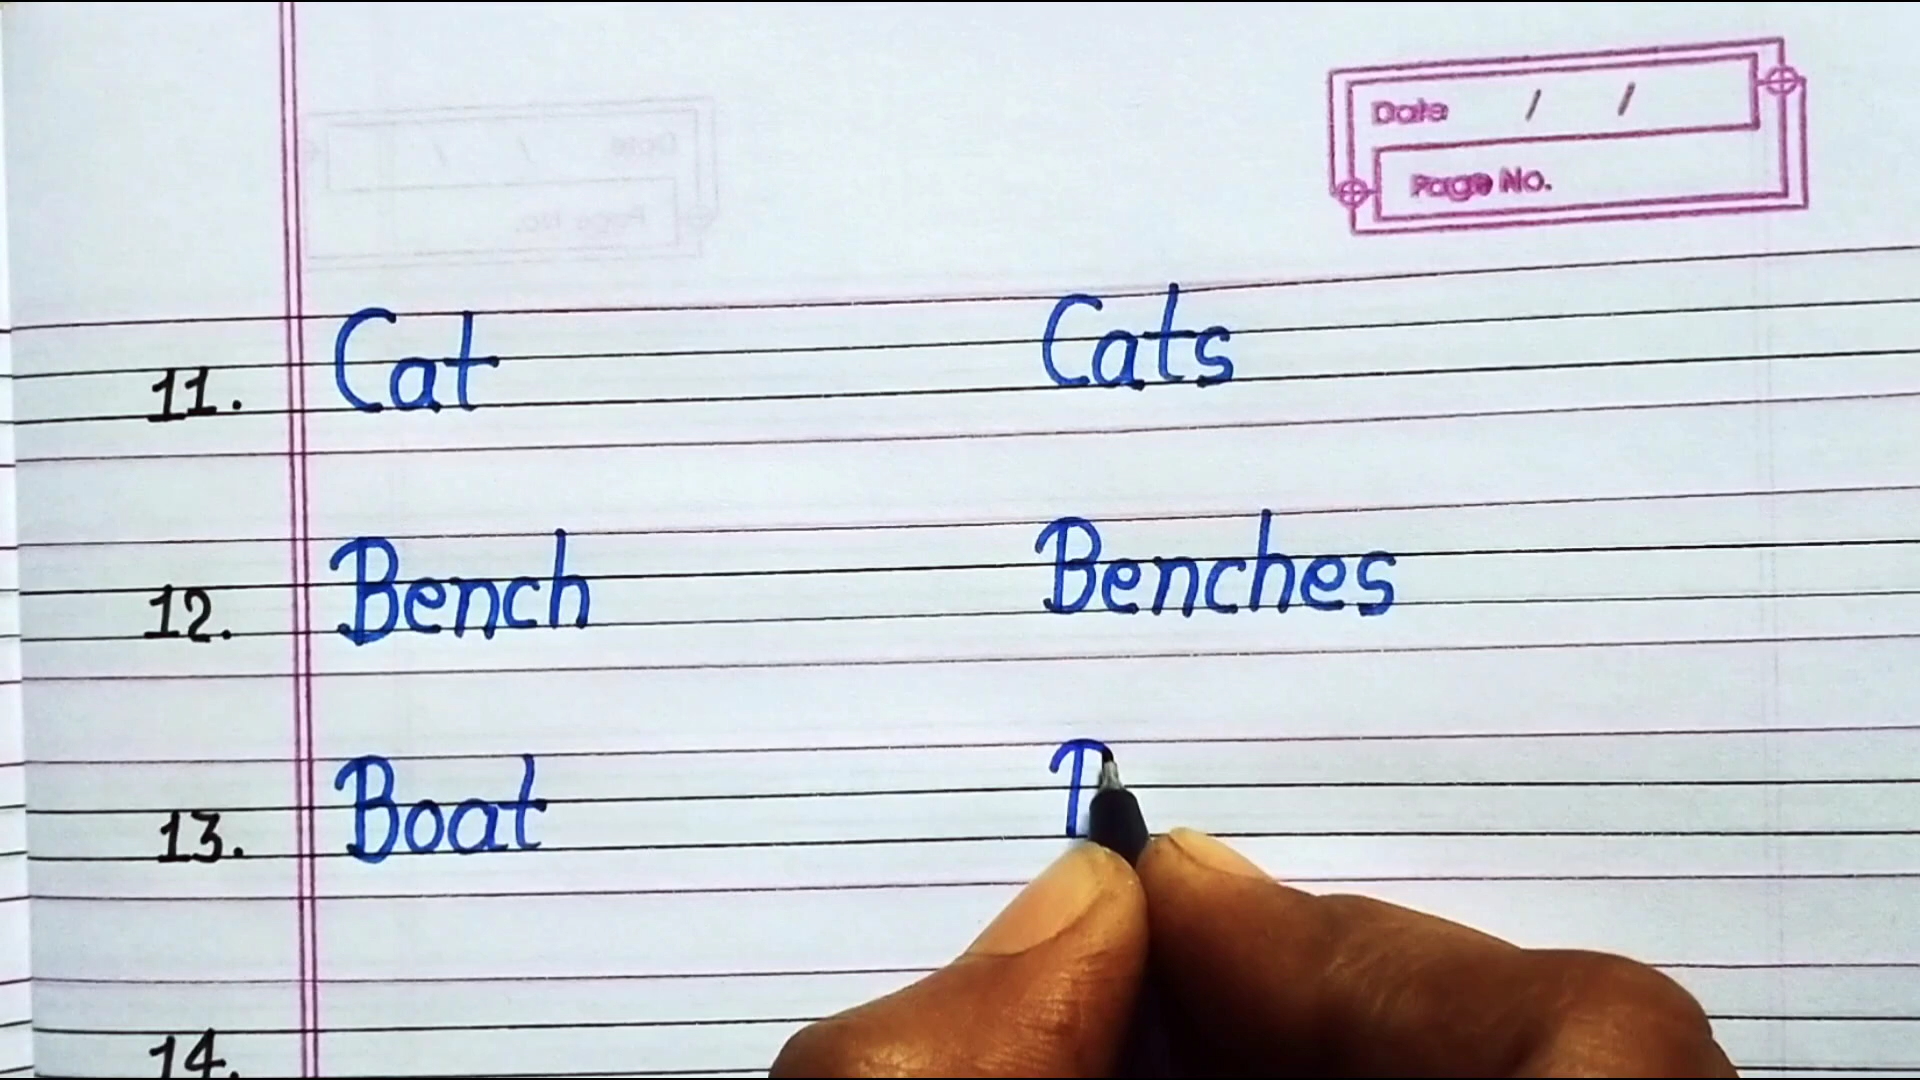 Date / /
Page No.
11. Cat Cats
12. Bench Benches
13. Boat
14.